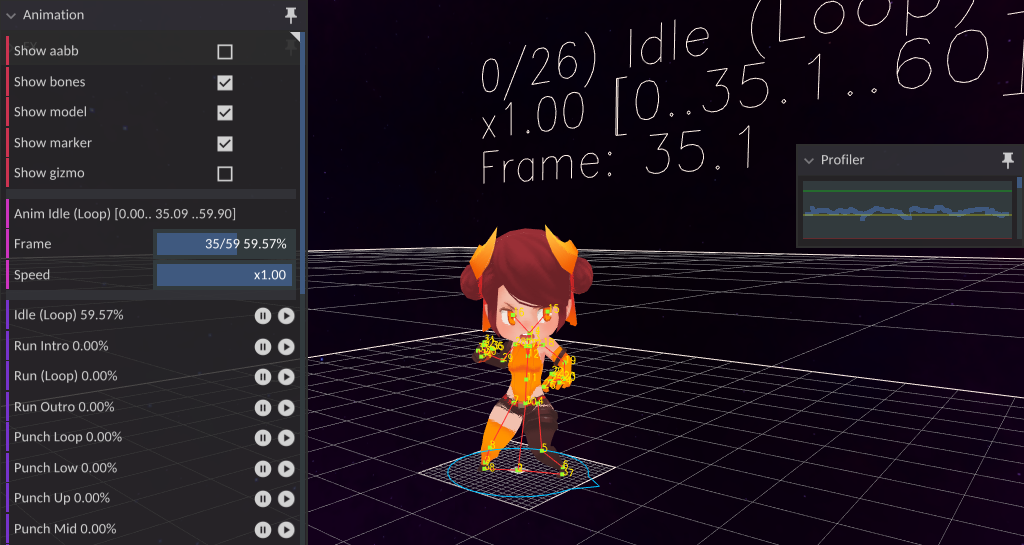 Animation
Show aabb
Show bones
Show model
Show marker
Show gizmo
Anim Idle (Loop) [0.00.. 35.09 ..59.90]
Frame 35/59 59.57%
Speed x1.00
Idle (Loop) 59.57%
Run Intro 0.00%
Run (Loop) 0.00%
Run Outro 0.00%
Punch Loop 0.00%
Punch Low 0.00%
Punch Up 0.00%
Punch Mid 0.00%
0/26) Idle (Loop)
x1.00 [0..35.1..60]
Frame: 35.1
Profiler